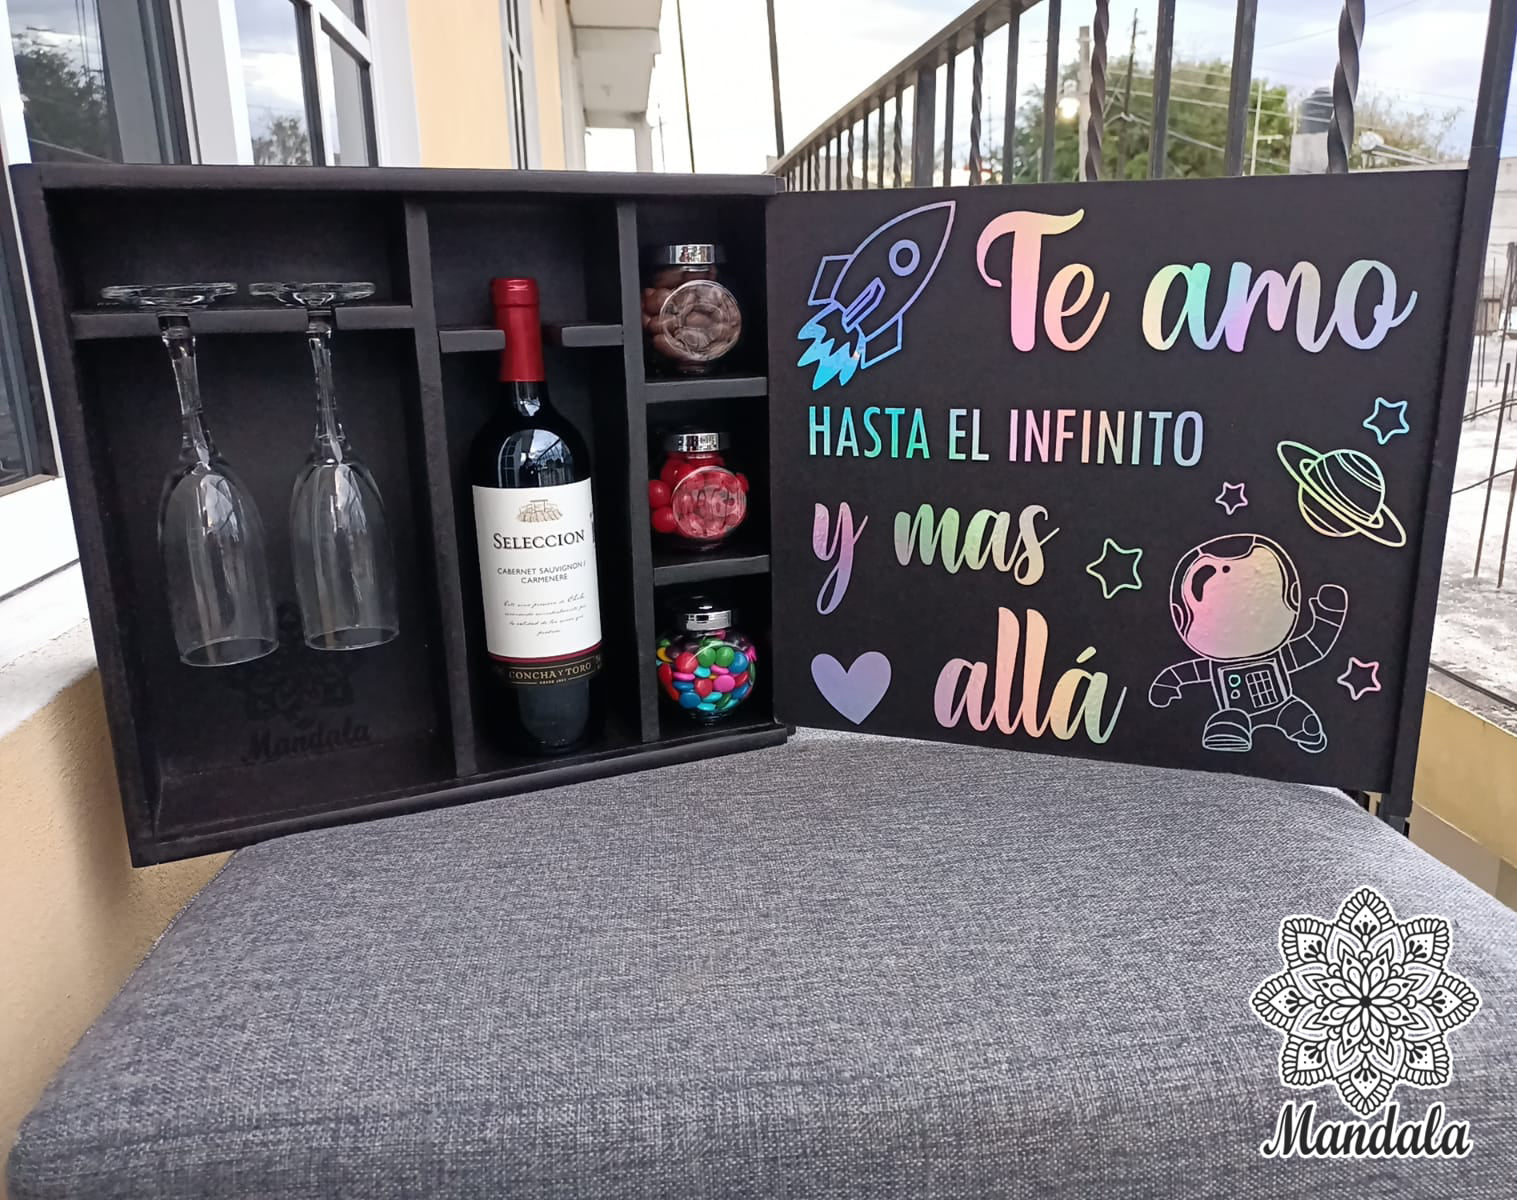 Te amo
HASTA EL INFINITO
y mas
allá
SELECCION
CABERNET SAUVIGNON /
CARMENERE
CONCHA Y TORO
Mandala
Mandala